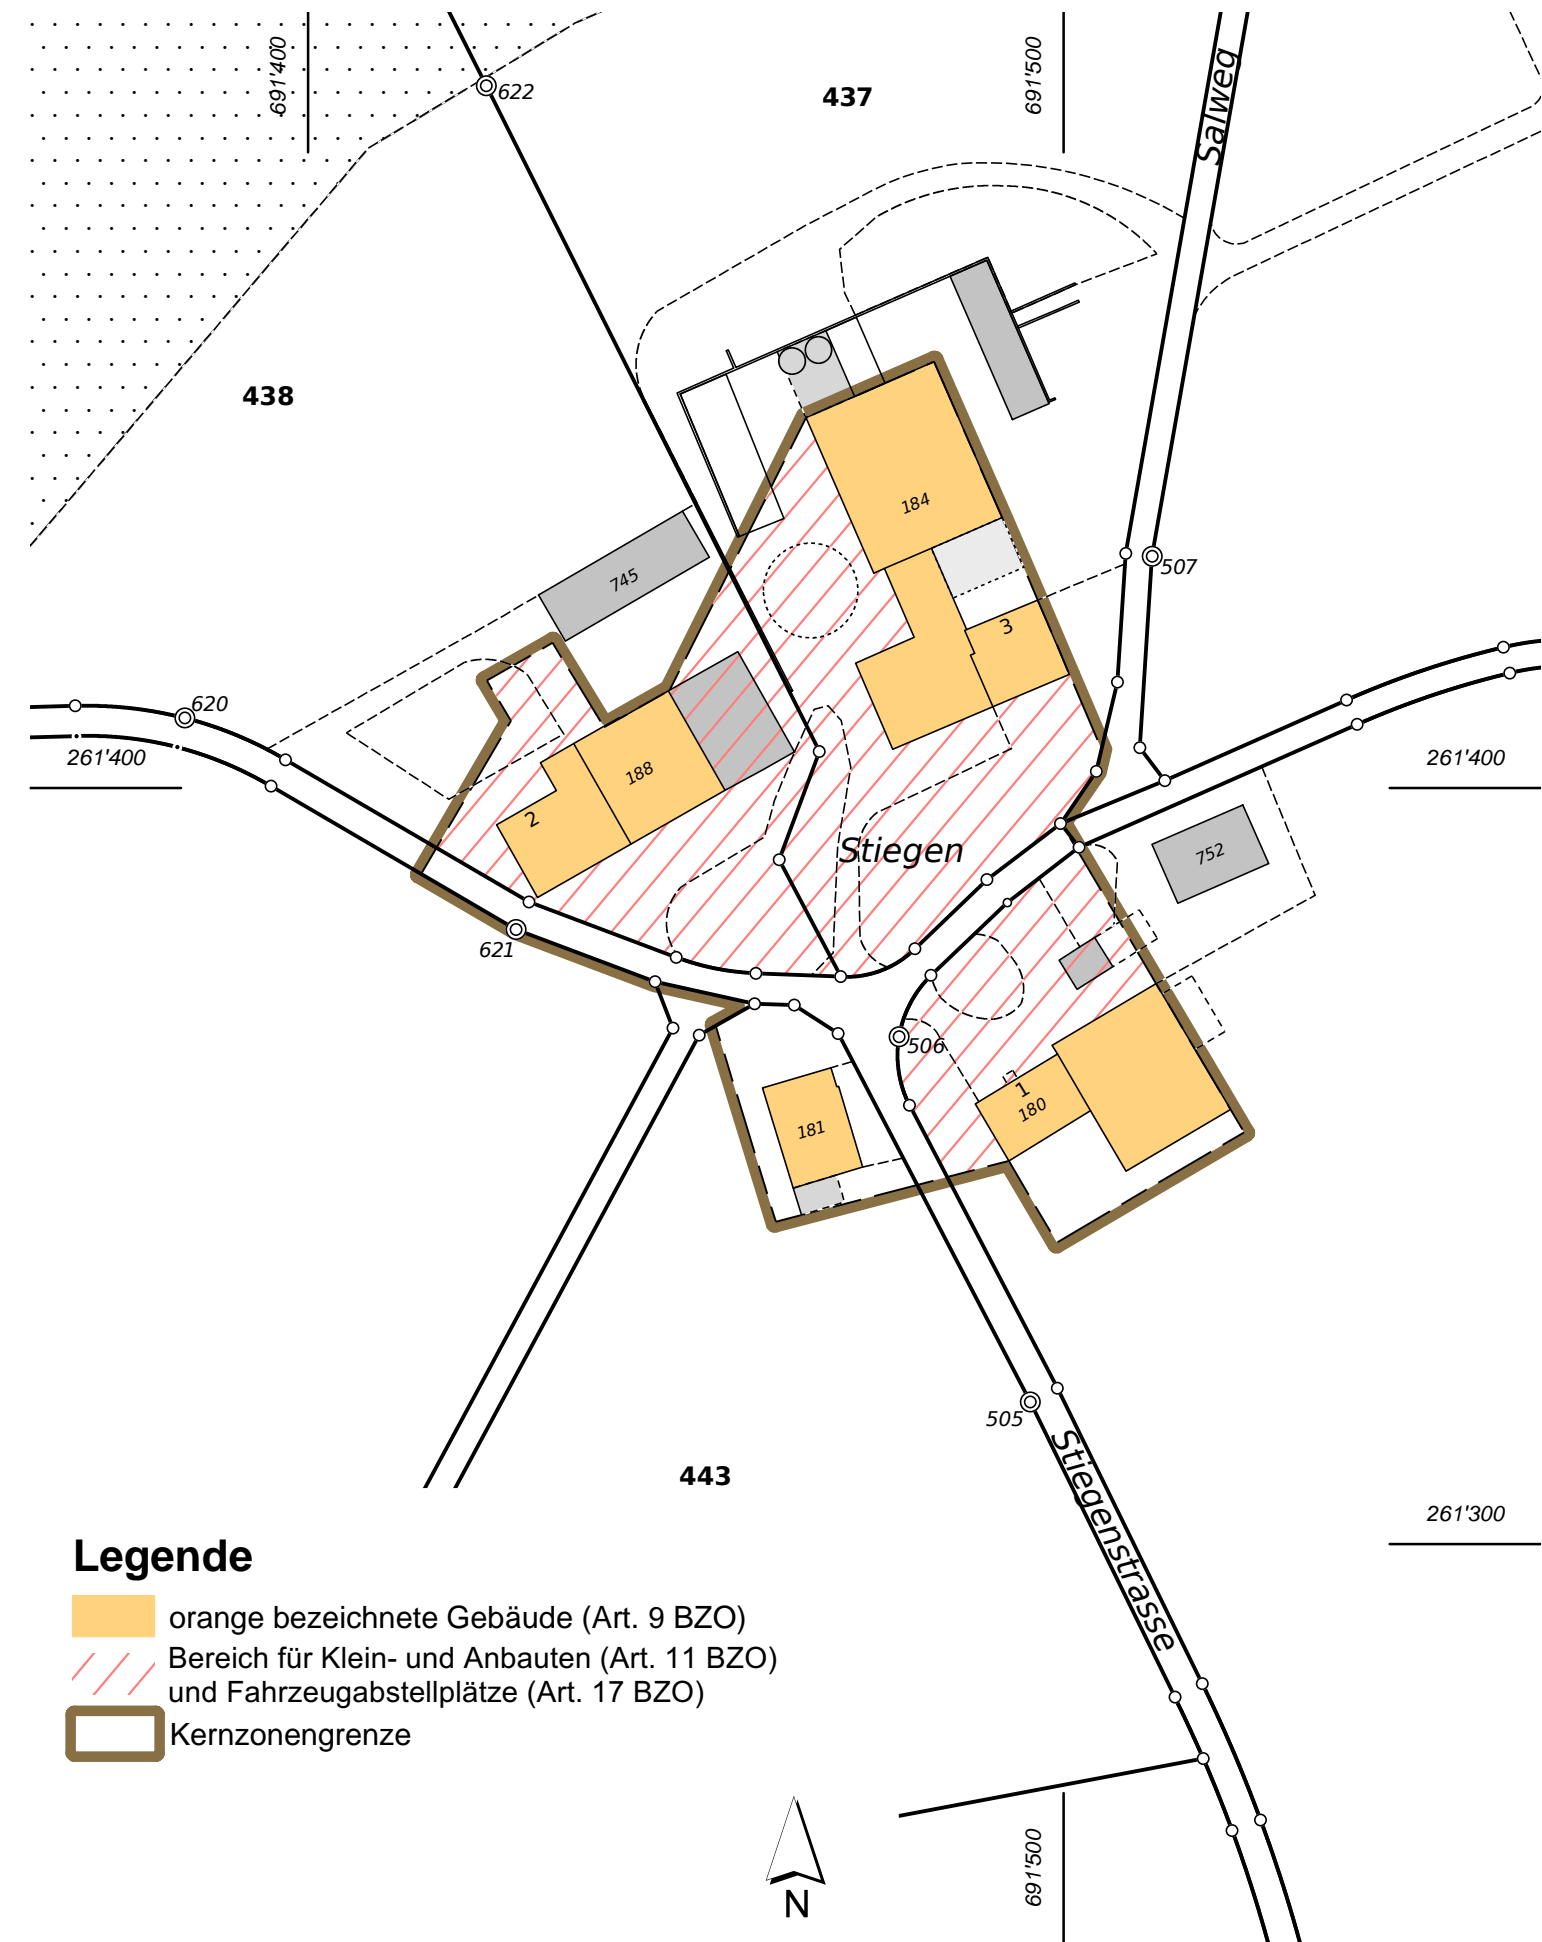 691'400
691'500
Salweg
622
437
438
184
507
745
3
620
261'400
188
2
261'400
Stiegen
752
621
506
1
180
181
505
443
Stiegenstrasse
261'300
Legende
orange bezeichnete Gebäude (Art. 9 BZO)
Bereich für Klein- und Anbauten (Art. 11 BZO)
und Fahrzeugabstellplätze (Art. 17 BZO)
Kernzonengrenze
691'500
N